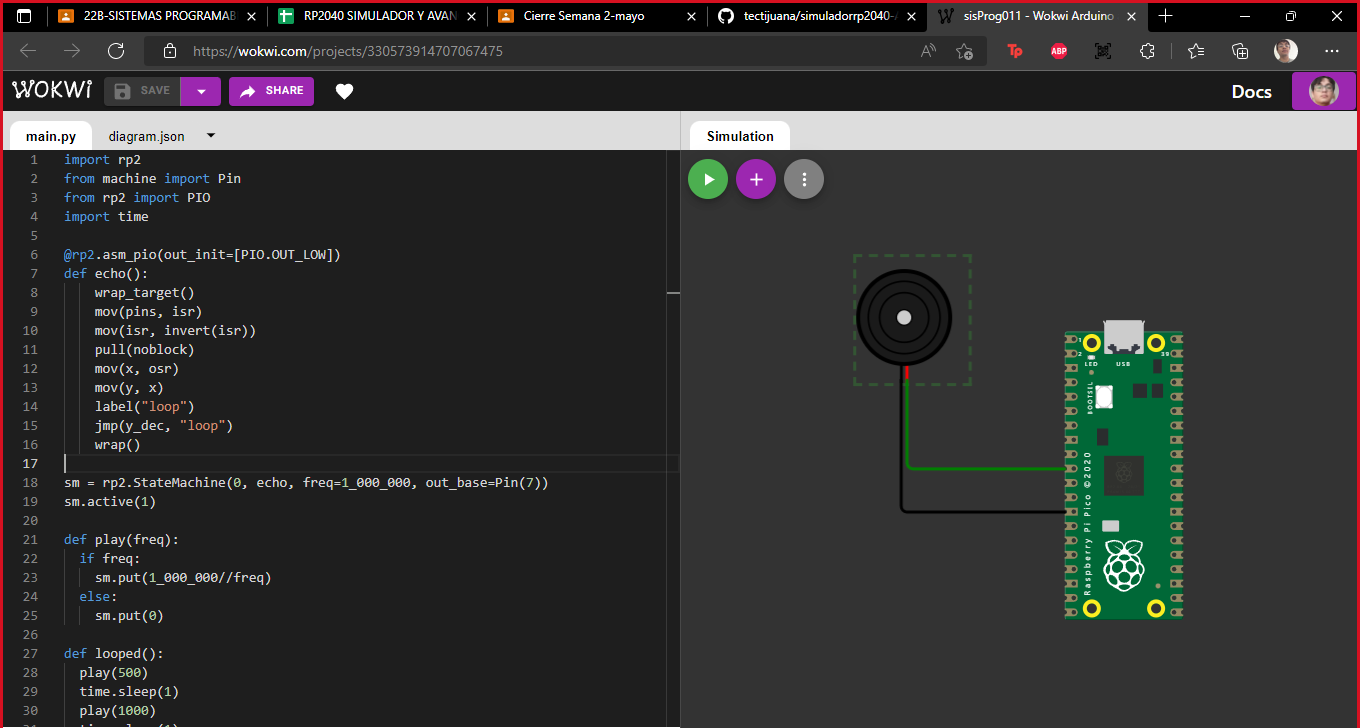 22B-SISTEMAS PROGRAMAB
RP2040 SIMULADOR Y AVAN
Cierre Semana 2-mayo
tectijuana/simuladorrp2040-
sisProg011 - Wokwi Arduino
https://wokwi.com/projects/330573914707067475
Tp
ABP
WOKWI
SAVE
SHARE
Docs
main.py
diagram.json
Simulation
1 import rp2
2 from machine import Pin
3 from rp2 import PIO
4 import time
5
6 @rp2.asm_pio(out_init=[PIO.OUT_LOW])
7 def echo():
8 wrap_target()
9 mov(pins, isr)
10 mov(isr, invert(isr))
11 pull(noblock)
12 mov(x, osr)
13 mov(y, x)
14 label("loop")
15 jmp(y_dec, "loop")
16 wrap()
17
18 sm = rp2.StateMachine(0, echo, freq=1_000_000, out_base=Pin(7))
19 sm.active(1)
20
21 def play(freq):
22 if freq:
23 sm.put(1_000_000//freq)
24 else:
25 sm.put(0)
26
27 def looped():
28 play(500)
29 time.sleep(1)
30 play(1000)
31 time.sleep(1)
1
2
39
LED
USB
BOOTSEL
Raspberry Pi Pico ©2020